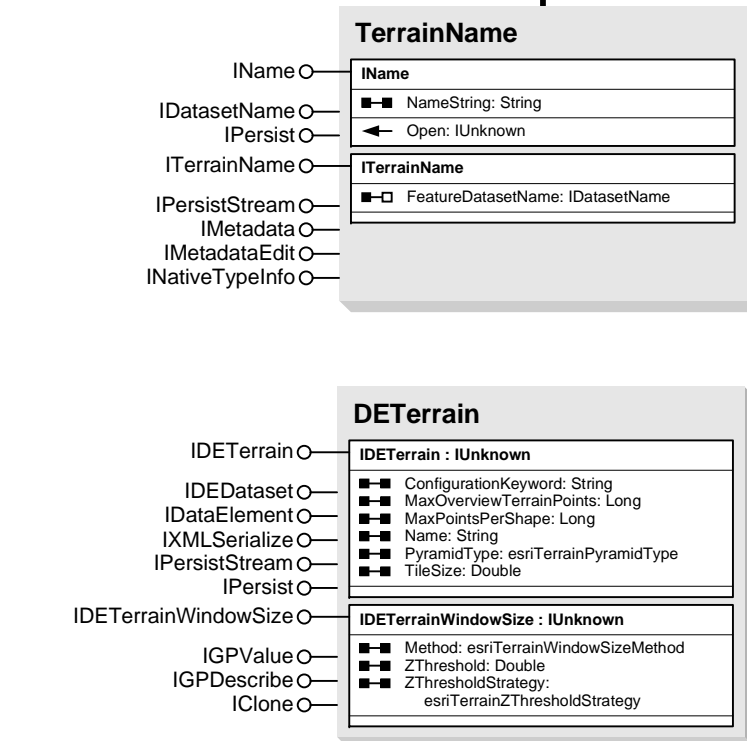 TerrainName
IName
IDatasetName
IPersist
ITerrainName
IPersistStream
IMetadata
IMetadataEdit
INativeTypeInfo
IName
NameString: String
Open: IUnknown
ITerrainName
FeatureDatasetName: IDatasetName
DETerrain
IDETerrain
IDEDataset
IDataElement
IXMLSerialize
IPersistStream
IPersist
IDETerrainWindowSize
IGPValue
IGPDescribe
IClone
IDETerrain : IUnknown
ConfigurationKeyword: String
MaxOverviewTerrainPoints: Long
MaxPointsPerShape: Long
Name: String
PyramidType: esriTerrainPyramidType
TileSize: Double
IDETerrainWindowSize : IUnknown
Method: esriTerrainWindowSizeMethod
ZThreshold: Double
ZThresholdStrategy:
esriTerrainZThresholdStrategy